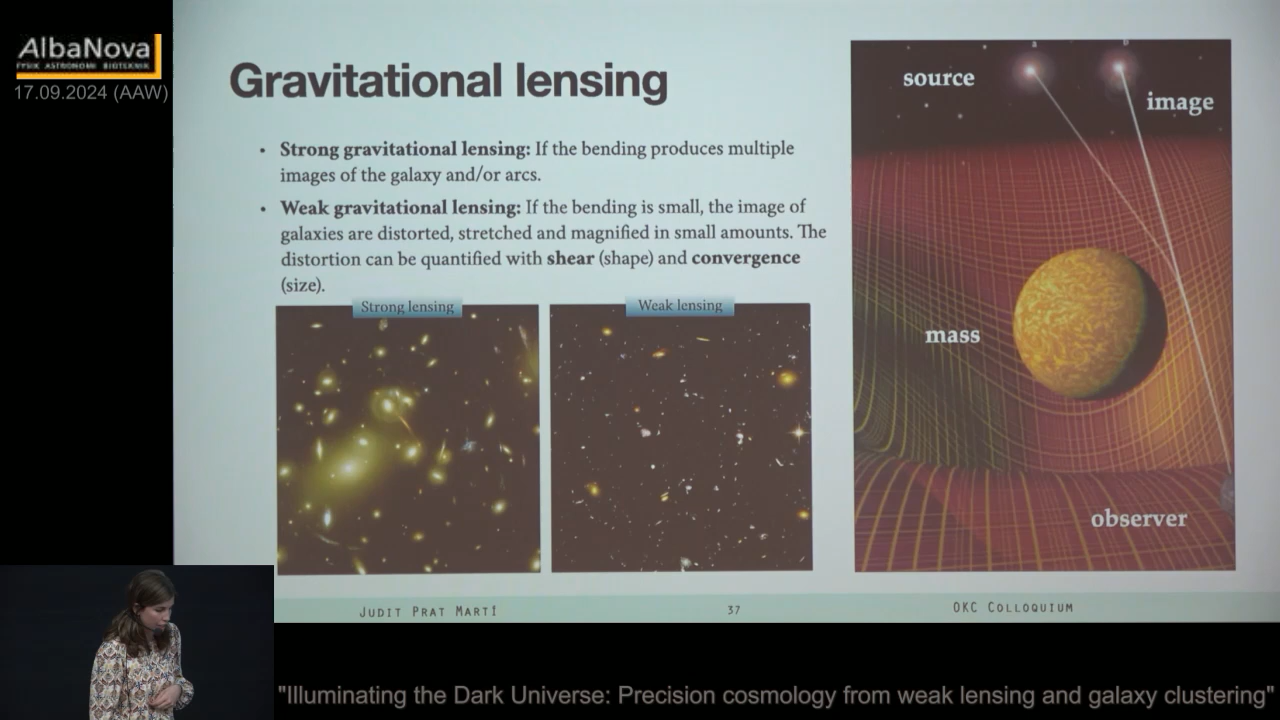 AlbaNova
FYSIK ASTRONOMI BIOTEKNIK
17.09.2024 (AAW)
Gravitational lensing
• Strong gravitational lensing: If the bending produces multiple
images of the galaxy and/or arcs.
• Weak gravitational lensing: If the bending is small, the image of
galaxies are distorted, stretched and magnified in small amounts. The
distortion can be quantified with shear (shape) and convergence
(size).
Strong lensing
Weak lensing
source
image
mass
observer
JUDIT PRAT MARTÍ
37
OKC COLLOQUIUM
"Illuminating the Dark Universe: Precision cosmology from weak lensing and galaxy clustering"